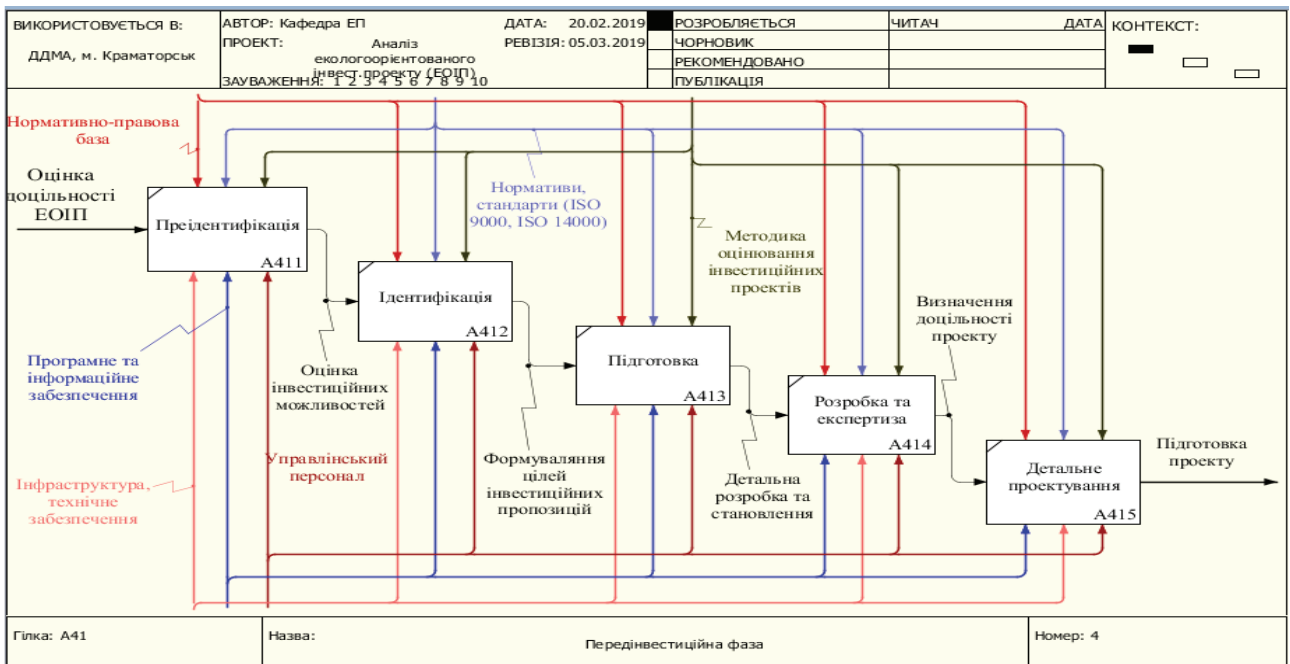 ВИКОРИСТОВУЄТЬСЯ В:
ДДМА, м. Краматорськ
АВТОР: Кафедра ЕП
ДАТА: 20.02.2019
ПРОЕКТ: Аналіз
екологоорієнтованого
інвест.проекту (ЕОІП)
РЕВІЗІЯ: 05.03.2019
ЗАУВАЖЕННЯ: 1 2 3 4 5 6 7 8 9 10
РОЗРОБЛЯЄТЬСЯ
ЧОРНОВИК
РЕКОМЕНДОВАНО
ПУБЛІКАЦІЯ
ЧИТАЧ
ДАТА
КОНТЕКСТ:
Нормативно-правова
база
Оцінка
доцільності
ЕОІП
Преідентифікація
A411
Нормативи,
стандарти (ISO
9000, ISO 14000)
Методика
оцінювання
інвестиційних
проектів
Ідентифікація
A412
Визначення
доцільності
проекту
Підготовка
A413
Програмне та
інформаційне
забезпечення
Оцінка
інвестиційних
можливостей
Розробка та
експертиза
A414
Управлінський
персонал
Формуваляння
цілей
інвестиційних
пропозицій
Детальна
розробка та
становлення
Детальне
проектування
A415
Підготовка
проекту
Інфраструктура,
технічне
забезпечення
Гілка: A41
Назва:
Передінвестиційна фаза
Номер: 4